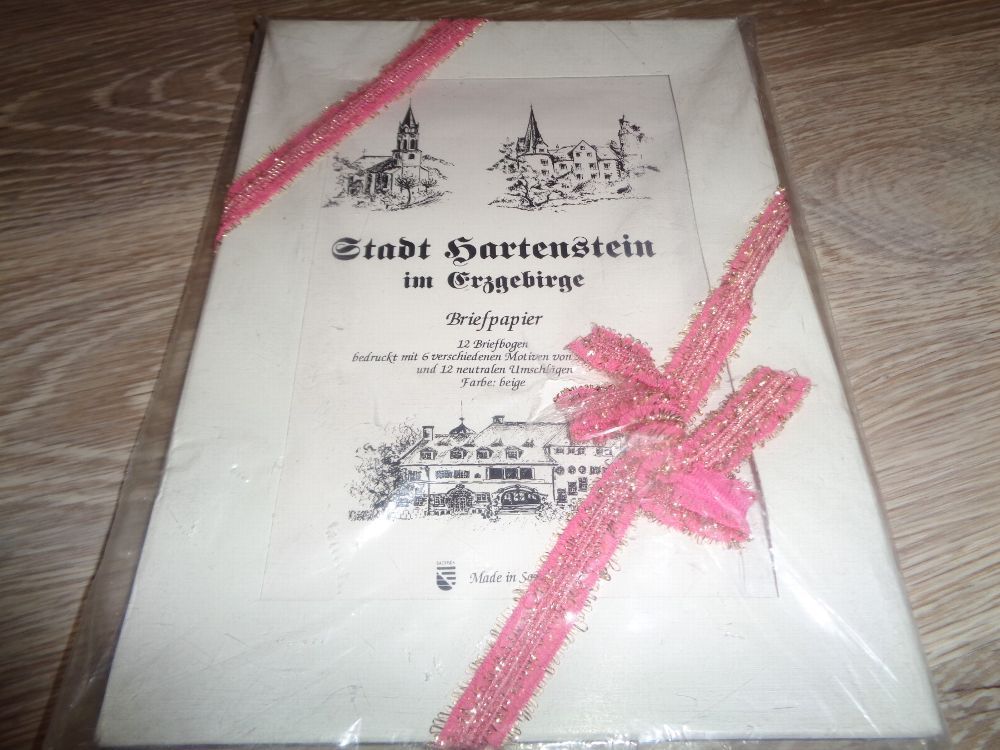 Stadt Hartenstein
im Erzgebirge
Briefpapier
12 Briefbogen
bedruckt mit 6 verschiedenen Motiven von
und 12 neutralen Umschlägen
Farbe: beige
SACHSEN
Made in